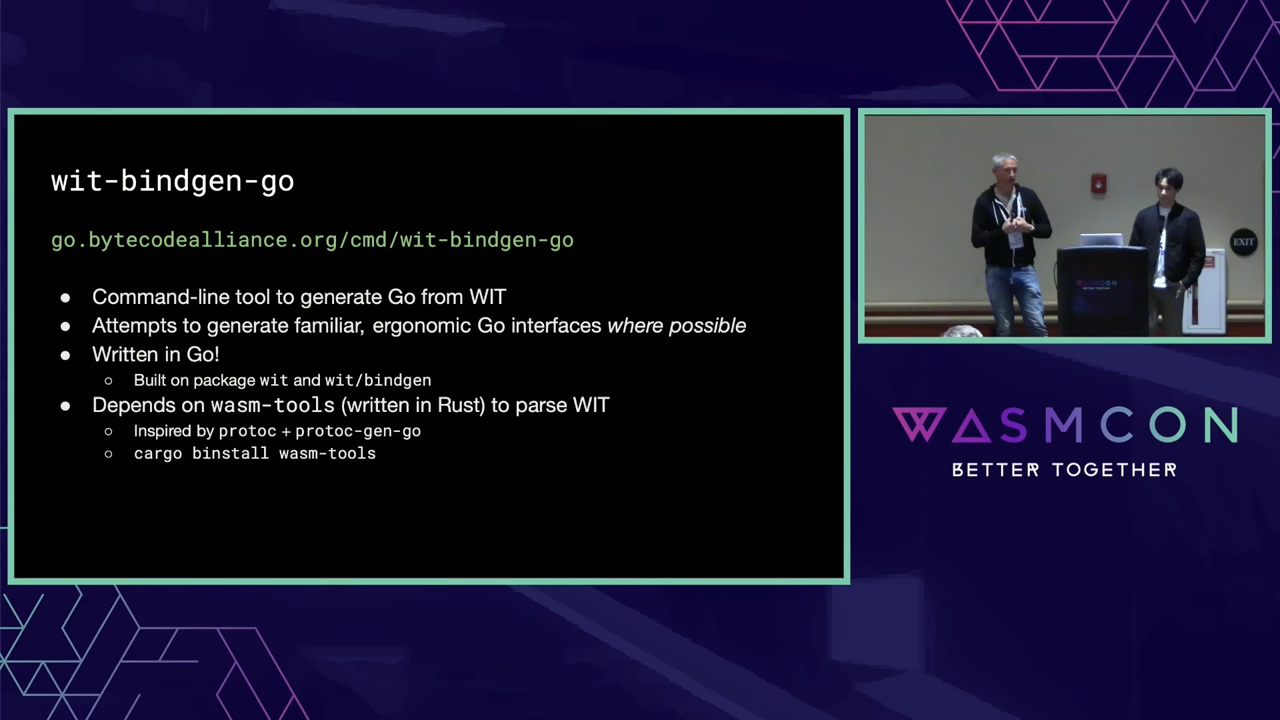 wit-bindgen-go
go.bytecodealliance.org/cmd/wit-bindgen-go
● Command-line tool to generate Go from WIT
● Attempts to generate familiar, ergonomic Go interfaces where possible
● Written in Go!
○ Built on package wit and wit/bindgen
● Depends on wasm-tools (written in Rust) to parse WIT
○ Inspired by protoc + protoc-gen-go
○ cargo binstall wasm-tools
EXIT
WASMCON
WASMCON
BETTER TOGETHER